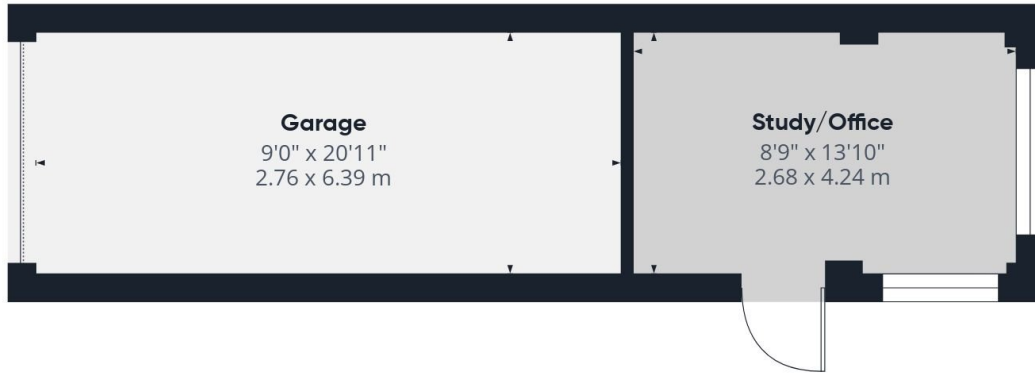 Garage
9'0" x 20'11"
2.76 x 6.39 m
Study/Office
8'9" x 13'10"
2.68 x 4.24 m